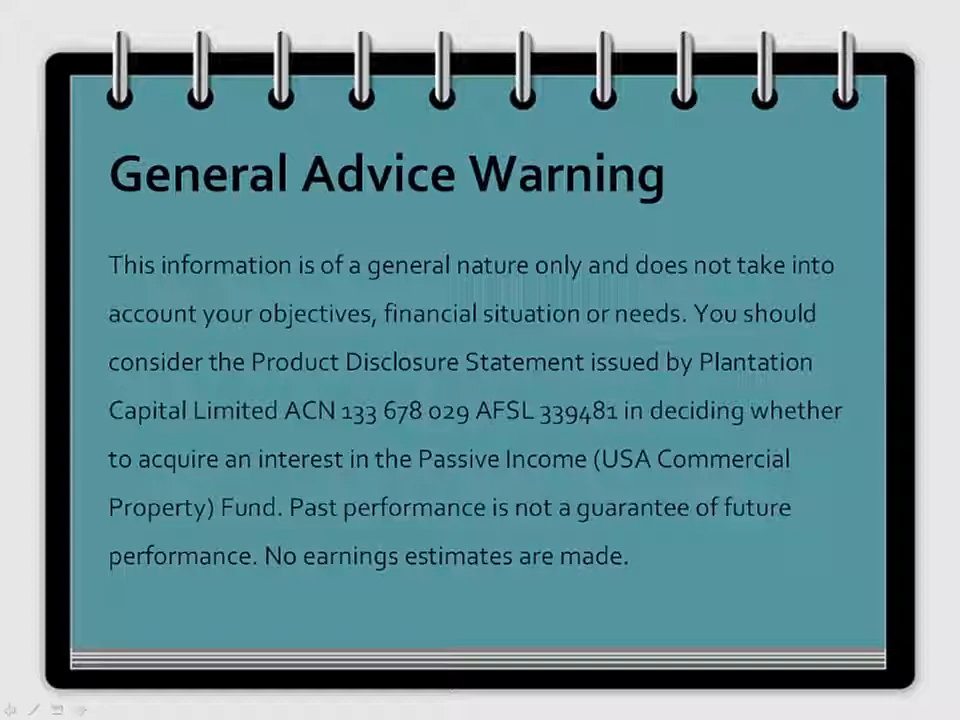 General Advice Warning
This information is of a general nature only and does not take into
account your objectives, financial situation or needs. You should
consider the Product Disclosure Statement issued by Plantation
Capital Limited ACN 133 678 029 AFSL 339481 in deciding whether
to acquire an interest in the Passive Income (USA Commercial
Property) Fund. Past performance is not a guarantee of future
performance. No earnings estimates are made.